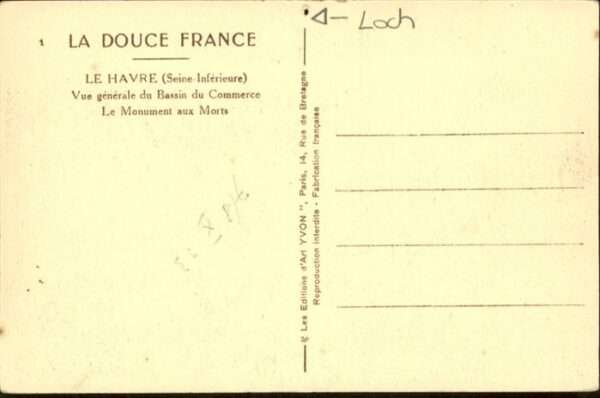 1 LA DOUCE FRANCE
LE HAVRE (Seine-Inférieure)
Vue générale du Bassin du Commerce
Le Monument aux Morts
Loch
Les Editions d'Art YVON", Paris, 14, Rue de Bretagne
Reproduction interdite - Fabrication française